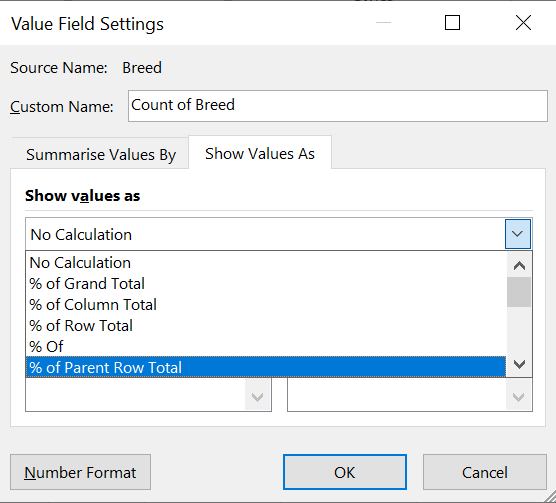 Value Field Settings
Source Name: Breed
Custom Name: Count of Breed
Summarise Values By Show Values As
Show values as
No Calculation
No Calculation
% of Grand Total
% of Column Total
% of Row Total
% Of
% of Parent Row Total
Number Format OK Cancel